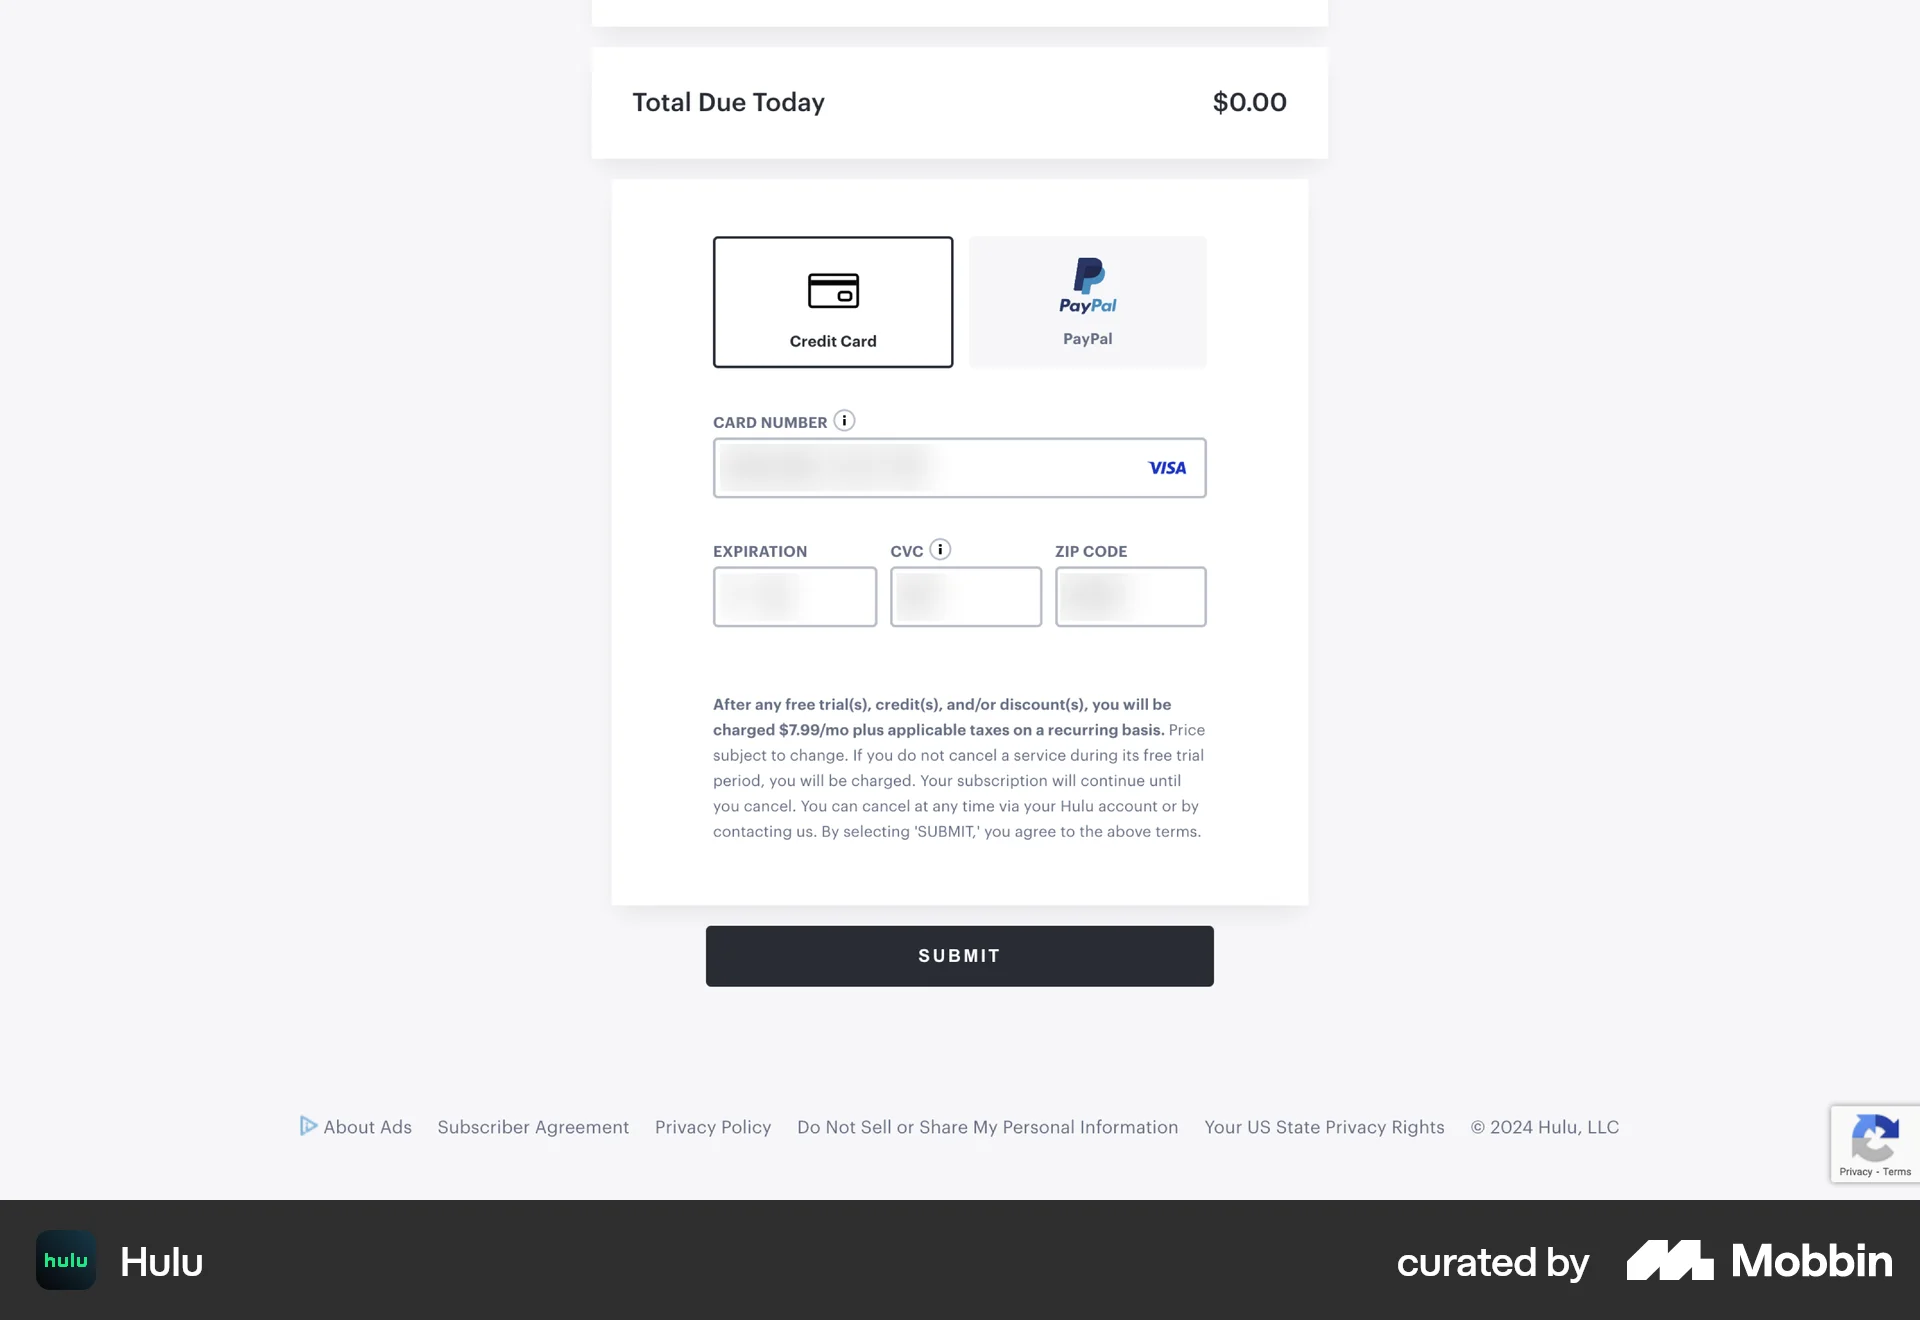 Total Due Today $0.00
Credit Card
PayPal
PayPal
CARD NUMBER
VISA
EXPIRATION CVC ZIP CODE
After any free trial(s), credit(s), and/or discount(s), you will be
charged $7.99/mo plus applicable taxes on a recurring basis. Price
subject to change. If you do not cancel a service during its free trial
period, you will be charged. Your subscription will continue until
you cancel. You can cancel at any time via your Hulu account or by
contacting us. By selecting 'SUBMIT,' you agree to the above terms.
SUBMIT
About Ads Subscriber Agreement Privacy Policy Do Not Sell or Share My Personal Information Your US State Privacy Rights © 2024 Hulu, LLC
Privacy - Terms
hulu Hulu curated by Mobbin